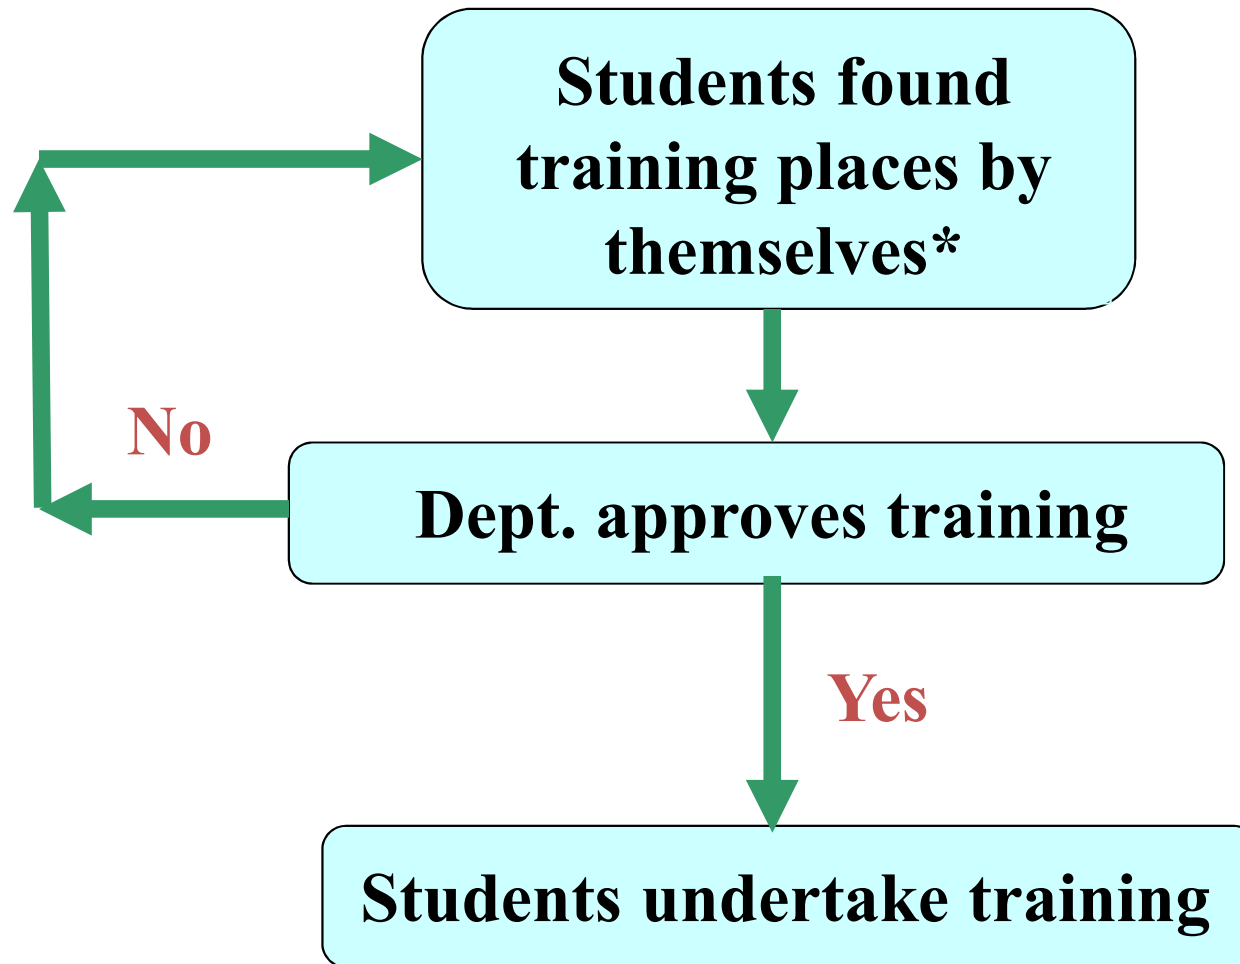 Students found
training places by
themselves*
No
Dept. approves training
Yes
Students undertake training